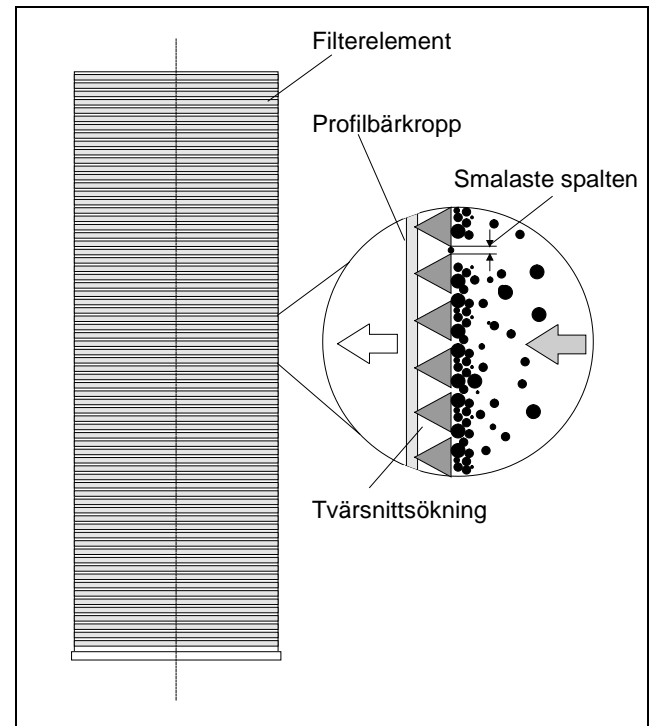 Filterelement
Profilbärkropp
Smalaste spalten
Tvärsnittsökning